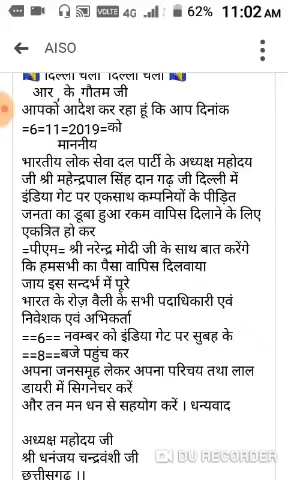 VOLTE 4G 62% 11:02 AM
AISO
दिल्ली चलो दिल्ली चलो
आर , के ,गौतम जी
आपको आदेश कर रहा हूं कि आप दिनांक
=6=11=2019=को
माननीय
भारतीय लोक सेवा दल पार्टी के अध्यक्ष महोदय
जी श्री महेन्द्रपाल सिंह दान गढ़ जी दिल्ली में
इंडिया गेट पर एकसाथ कम्पनियों के पीड़ित
जनता का डूबा हुआ रकम वापिस दिलाने के लिए
एकत्रित हो कर
=पीएम= श्री नरेन्द्र मोदी जी के साथ बात करेंगे
कि हमसभी का पैसा वापिस दिलवाया
जाय इस सन्दर्भ में पूरे
भारत के रोज़ वैली के सभी पदाधिकारी एवं
निवेशक एवं अभिकर्ता
==6== नवम्बर को इंडिया गेट पर सुबह के
==8==बजे पहुंच कर
अपना जनसमूह लेकर अपना परिचय तथा लाल
डायरी में सिगनेचर करें
और तन मन धन से सहयोग करें । धन्यवाद
अध्यक्ष महोदय जी
श्री धनंजय चन्द्रवंशी जी
छत्तीसगढ़ ।।
DU RECORDER